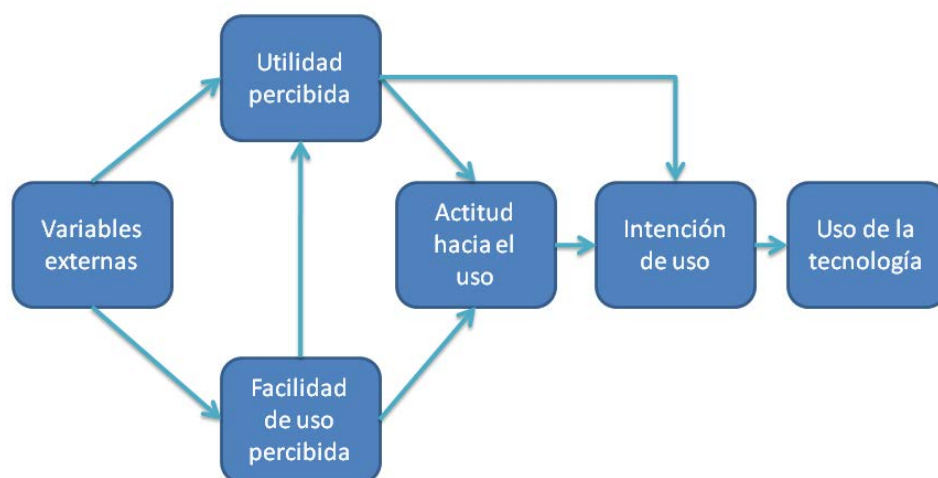 Utilidad
percibida
Variables
externas
Actitud
hacia el
uso
Intención
de uso
Uso de la
tecnología
Facilidad
de uso
percibida